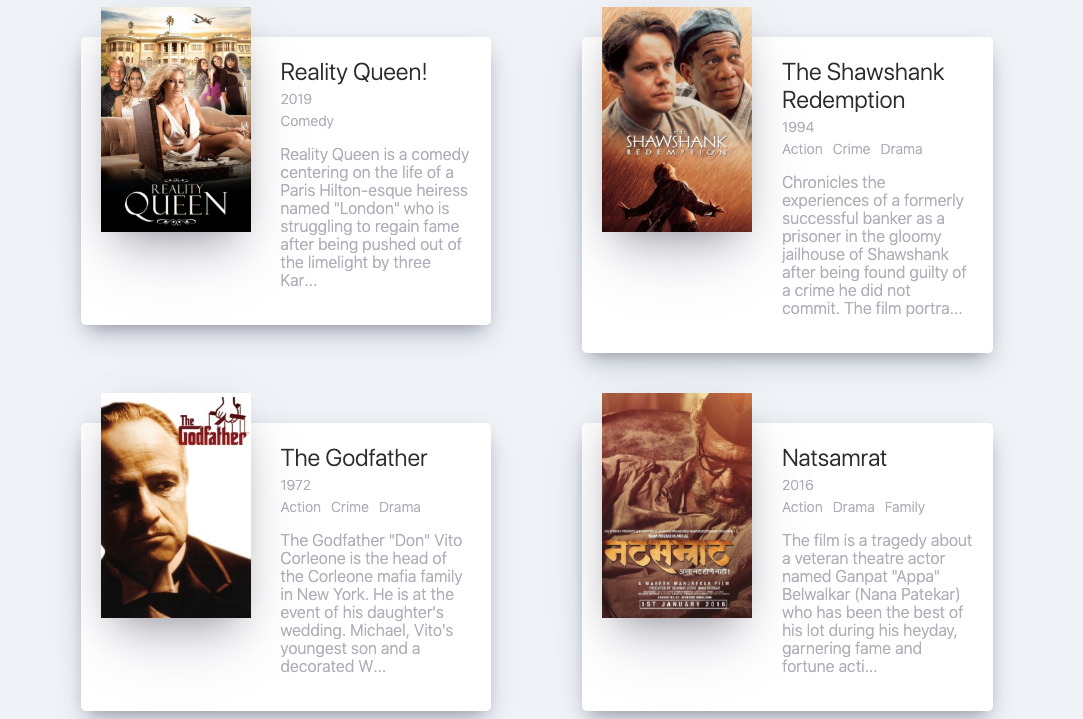 REALITY
QUEEN
Reality Queen!
2019
Comedy
Reality Queen is a comedy
centering on the life of a
Paris Hilton-esque heiress
named "London" who is
struggling to regain fame
after being pushed out of
the limelight by three
Kar...
THE
SHAWSHANK
REDEMPTION
The Shawshank
Redemption
1994
Action Crime Drama
Chronicles the
experiences of a formerly
successful banker as a
prisoner in the gloomy
jailhouse of Shawshank
after being found guilty of
a crime he did not
commit. The film portra...
The
Godfather
The Godfather
1972
Action Crime Drama
The Godfather "Don" Vito
Corleone is the head of
the Corleone mafia family
in New York. He is at the
event of his daughter's
wedding. Michael, Vito's
youngest son and a
decorated W...
नटसम्राट
असा नट होणे नाही!
A MAHESH MANJREKAR FILM
1ST JANUARY 2016
Natsamrat
2016
Action Drama Family
The film is a tragedy about
a veteran theatre actor
named Ganpat "Appa"
Belwalkar (Nana Patekar)
who has been the best of
his lot during his heyday,
garnering fame and
fortune acti...